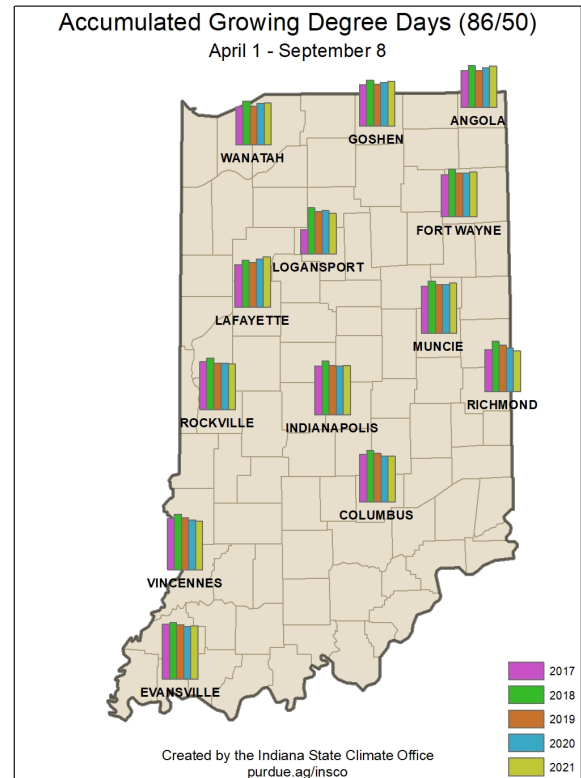 Accumulated Growing Degree Days (86/50)
April 1 - September 8
ANGOLA
GOSHEN
WANATAH
FORT WAYNE
LOGANSPORT
LAFAYETTE
MUNCIE
RICHMOND
ROCKVILLE
INDIANAPOLIS
COLUMBUS
VINCENNES
EVANSVILLE
2017
2018
2019
2020
2021
Created by the Indiana State Climate Office
purdue.ag/insco